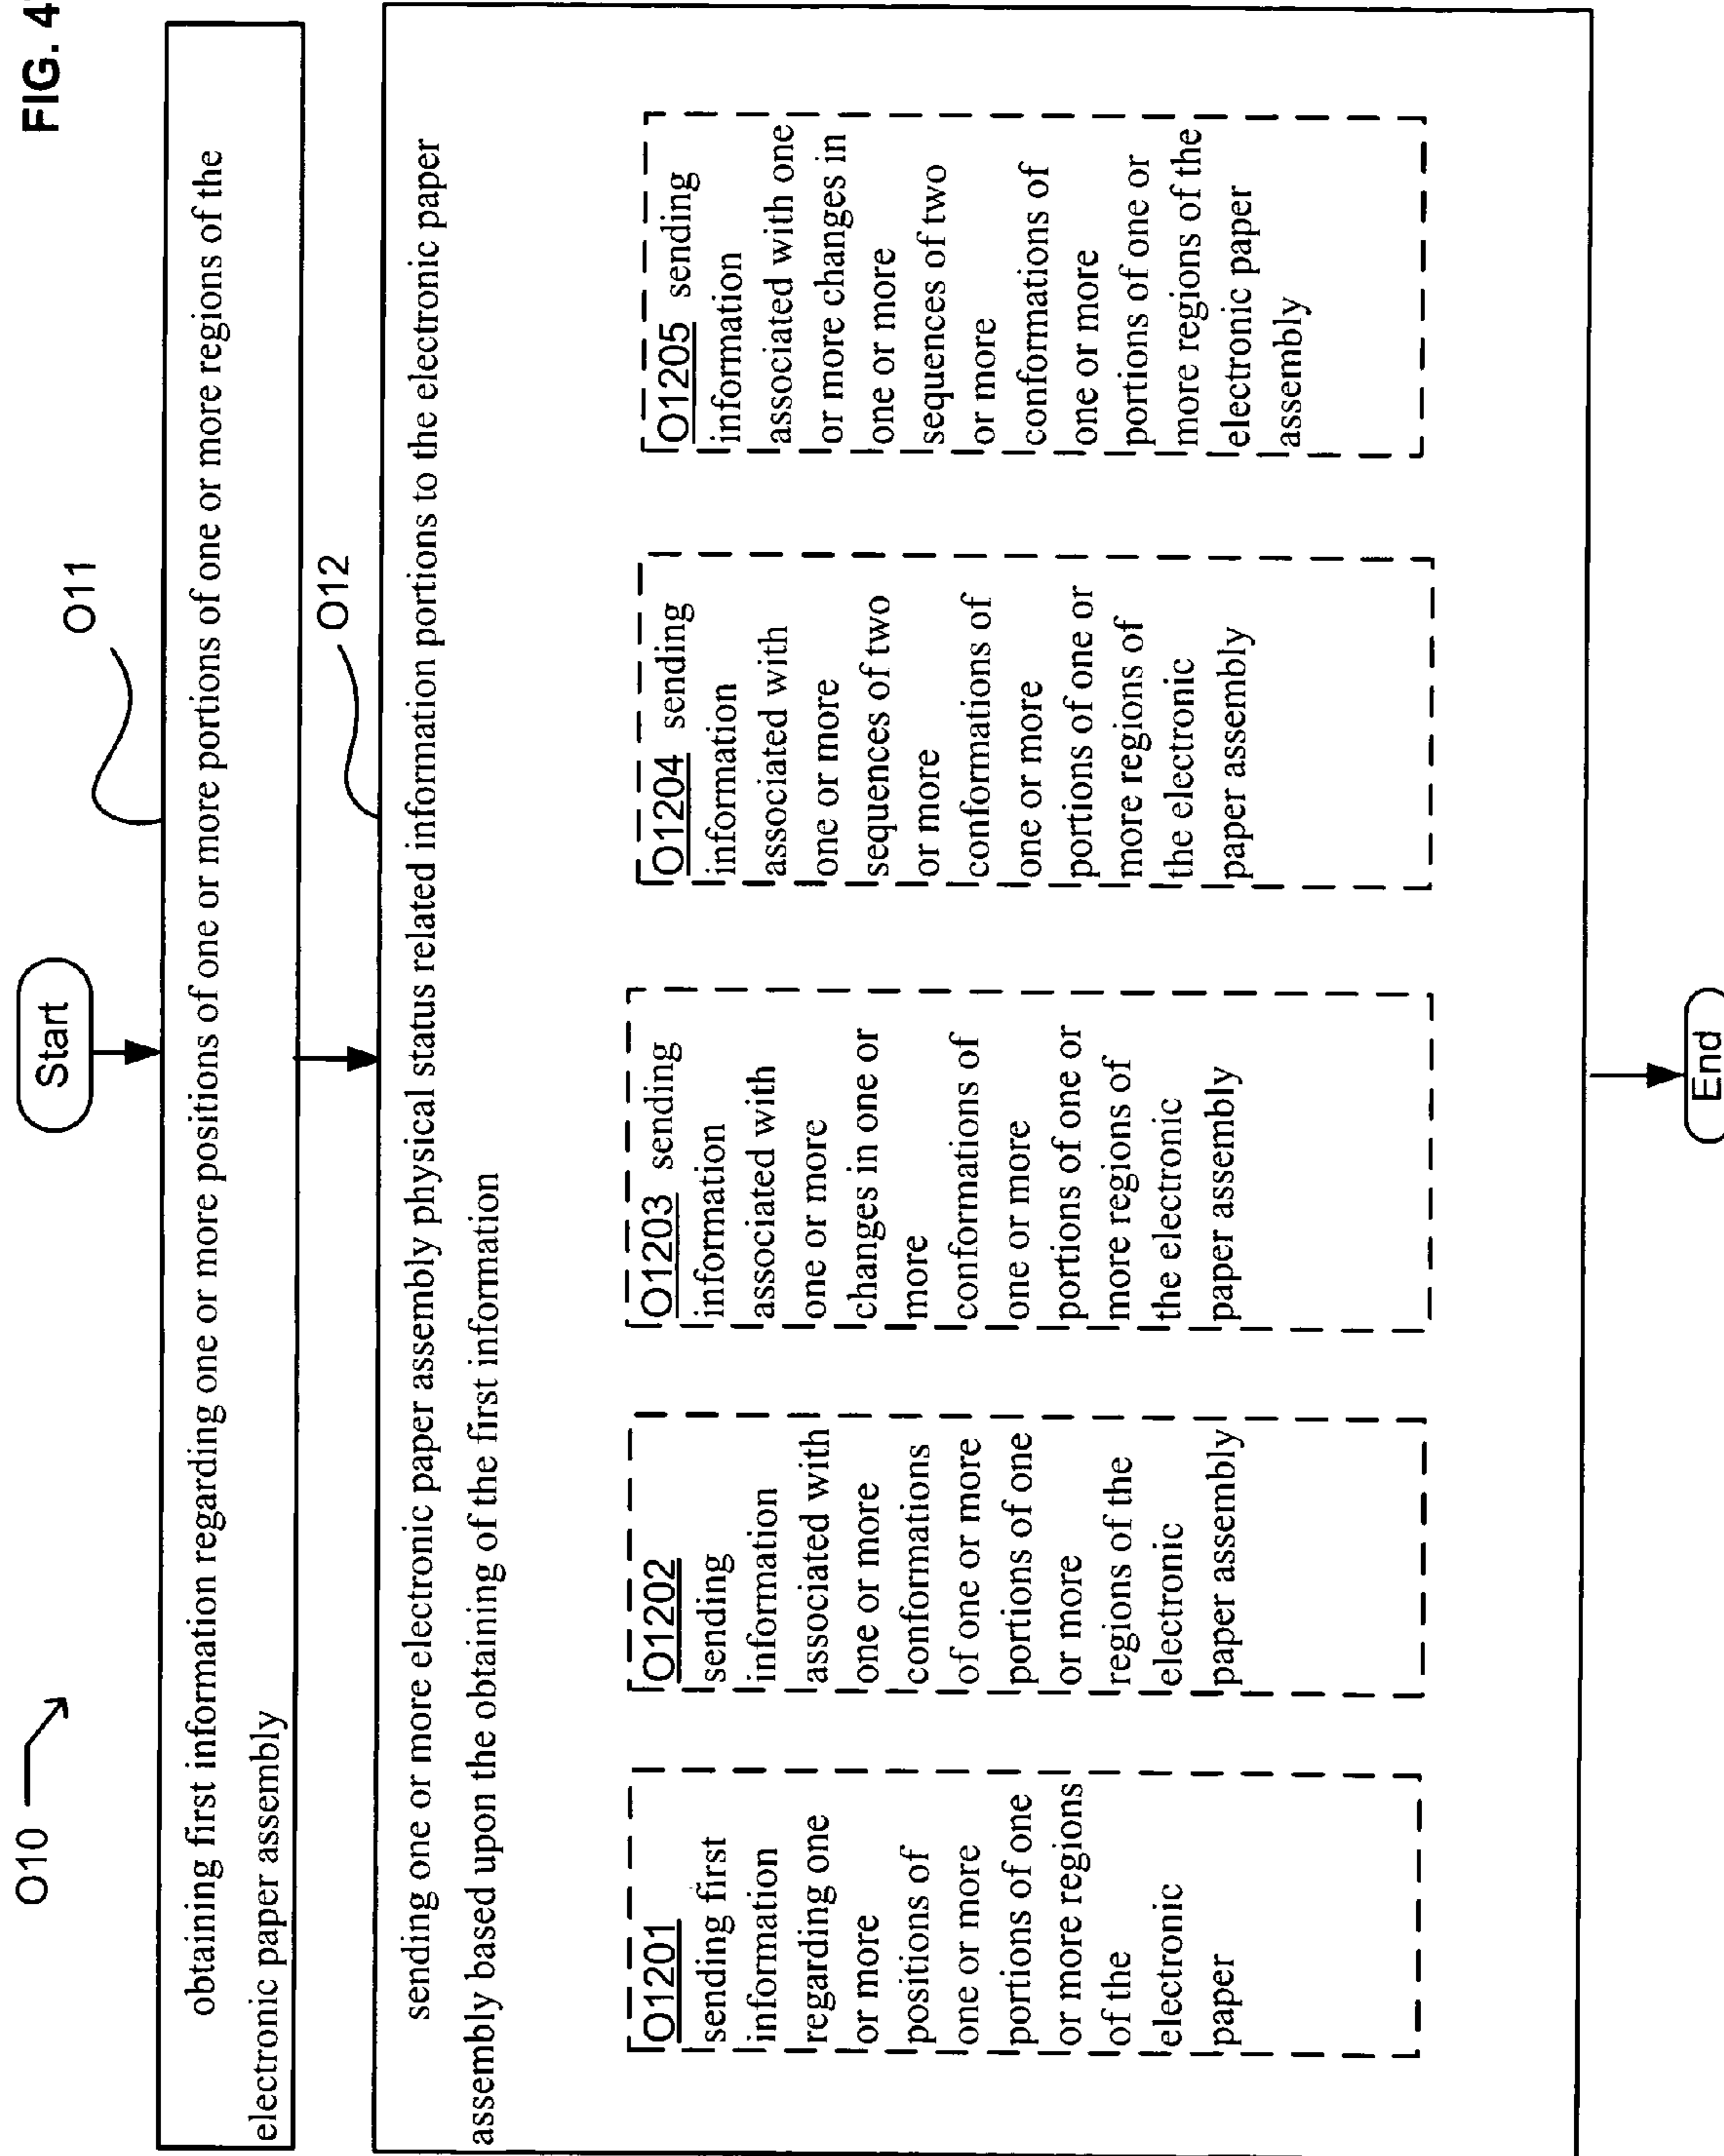 FIG. 4
O10
Start
O11
obtaining first information regarding one or more positions of one or more portions of one or more regions of the
electronic paper assembly
O12
sending one or more electronic paper assembly physical status related information portions to the electronic paper
assembly based upon the obtaining of the first information
O1201
sending first
information
regarding one
or more
positions of
one or more
portions of one
or more regions
of the
electronic
paper
O1202
sending
information
associated with
one or more
conformations
of one or more
portions of one
or more
regions of the
electronic
paper assembly
O1203 sending
information
associated with
one or more
changes in one or
more
conformations of
one or more
portions of one or
more regions of
the electronic
paper assembly
O1204 sending
information
associated with
one or more
sequences of two
or more
conformations of
one or more
portions of one or
more regions of
the electronic
paper assembly
O1205 sending
information
associated with one
or more changes in
one or more
sequences of two
or more
conformations of
one or more
portions of one or
more regions of the
electronic paper
assembly
End